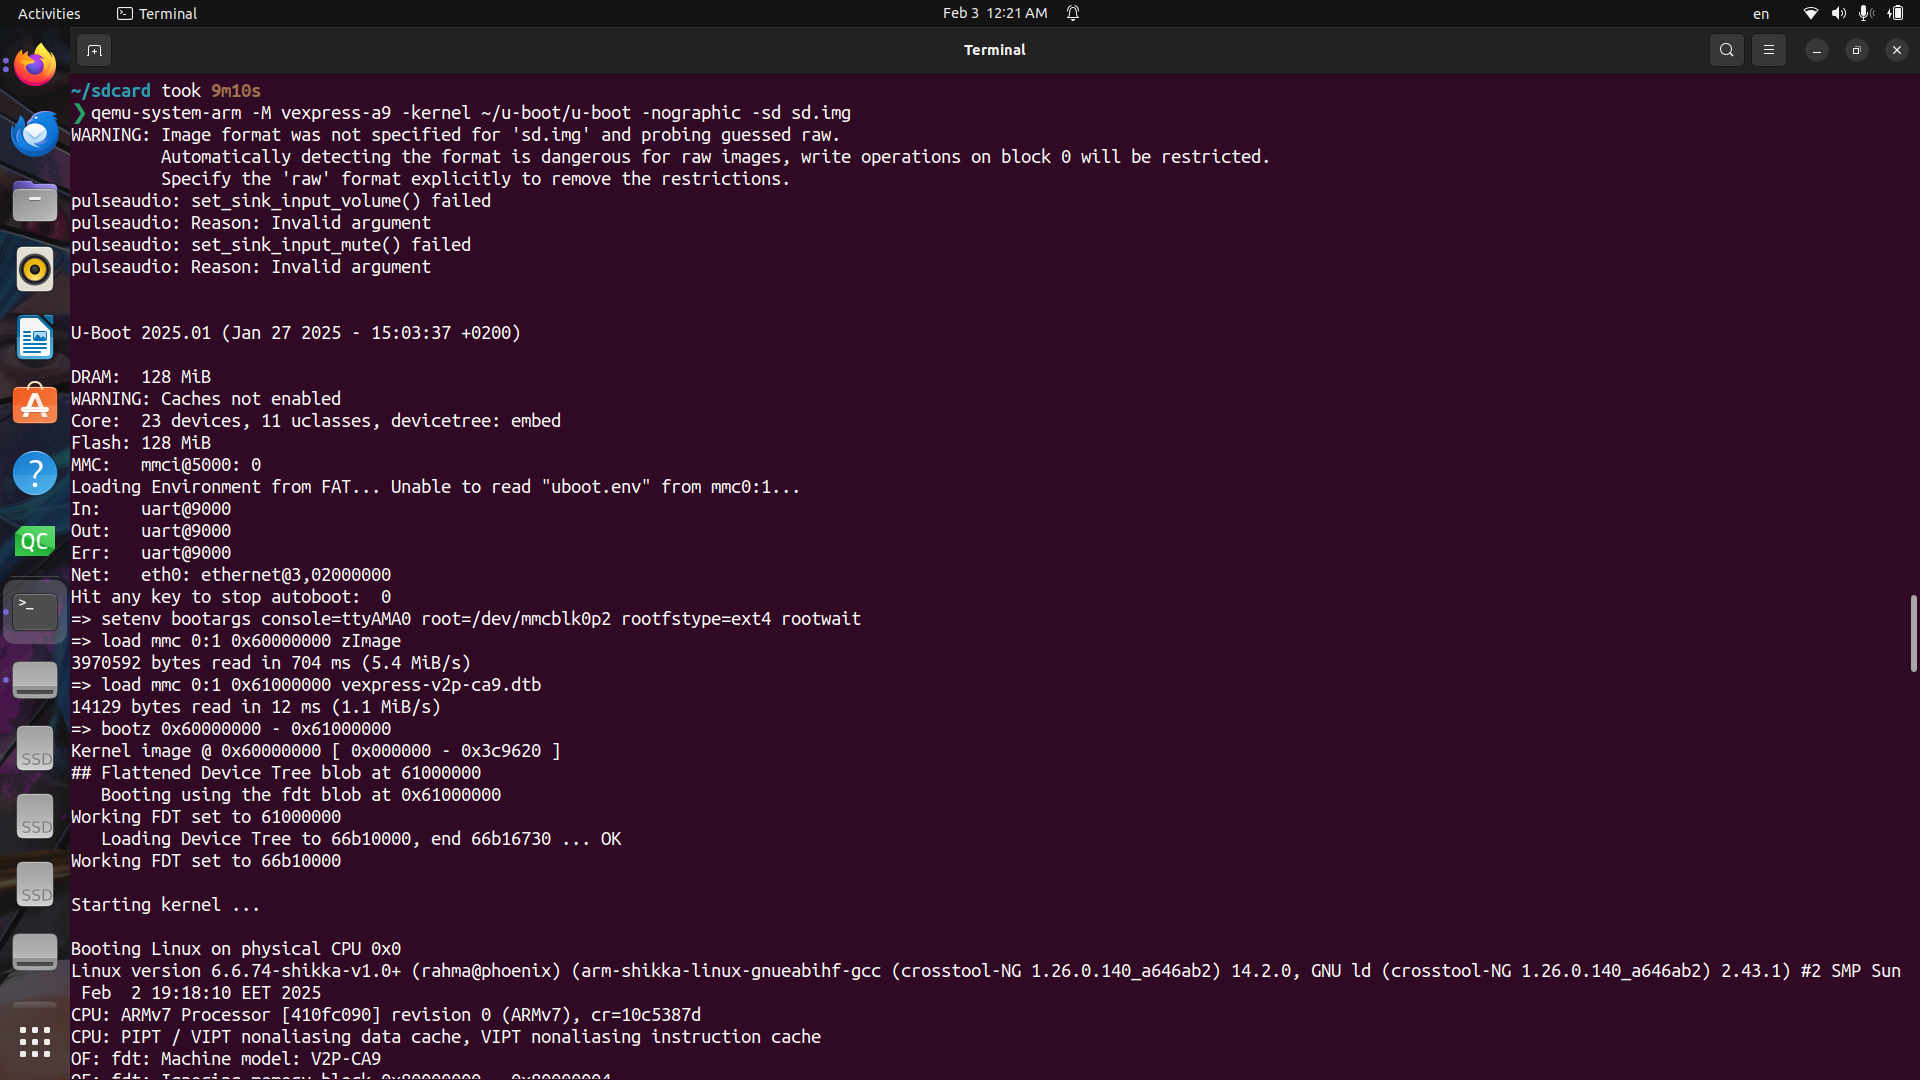 Activities
Terminal
Feb 3 12:21 AM
en
Terminal
~/sdcard took 9m10s
❯ qemu-system-arm -M vexpress-a9 -kernel ~/u-boot/u-boot -nographic -sd sd.img
WARNING: Image format was not specified for 'sd.img' and probing guessed raw.
         Automatically detecting the format is dangerous for raw images, write operations on block 0 will be restricted.
         Specify the 'raw' format explicitly to remove the restrictions.
pulseaudio: set_sink_input_volume() failed
pulseaudio: Reason: Invalid argument
pulseaudio: set_sink_input_mute() failed
pulseaudio: Reason: Invalid argument
U-Boot 2025.01 (Jan 27 2025 - 15:03:37 +0200)
DRAM:  128 MiB
WARNING: Caches not enabled
Core:  23 devices, 11 uclasses, devicetree: embed
Flash: 128 MiB
MMC:   mmci@5000: 0
Loading Environment from FAT... Unable to read "uboot.env" from mmc0:1...
In:    uart@9000
Out:   uart@9000
Err:   uart@9000
Net:   eth0: ethernet@3,02000000
Hit any key to stop autoboot:  0
=> setenv bootargs console=ttyAMA0 root=/dev/mmcblk0p2 rootfstype=ext4 rootwait
=> load mmc 0:1 0x60000000 zImage
3970592 bytes read in 704 ms (5.4 MiB/s)
=> load mmc 0:1 0x61000000 vexpress-v2p-ca9.dtb
14129 bytes read in 12 ms (1.1 MiB/s)
=> bootz 0x60000000 - 0x61000000
Kernel image @ 0x60000000 [ 0x000000 - 0x3c9620 ]
## Flattened Device Tree blob at 61000000
   Booting using the fdt blob at 0x61000000
Working FDT set to 61000000
   Loading Device Tree to 66b10000, end 66b16730 ... OK
Working FDT set to 66b10000
Starting kernel ...
Booting Linux on physical CPU 0x0
Linux version 6.6.74-shikka-v1.0+ (rahma@phoenix) (arm-shikka-linux-gnueabihf-gcc (crosstool-NG 1.26.0.140_a646ab2) 14.2.0, GNU ld (crosstool-NG 1.26.0.140_a646ab2) 2.43.1) #2 SMP Sun
 Feb  2 19:18:10 EET 2025
CPU: ARMv7 Processor [410fc090] revision 0 (ARMv7), cr=10c5387d
CPU: PIPT / VIPT nonaliasing data cache, VIPT nonaliasing instruction cache
OF: fdt: Machine model: V2P-CA9
OF: fdt: Ignoring memory block 0x80000000 - 0x80000004
QC
SSD
SSD
SSD